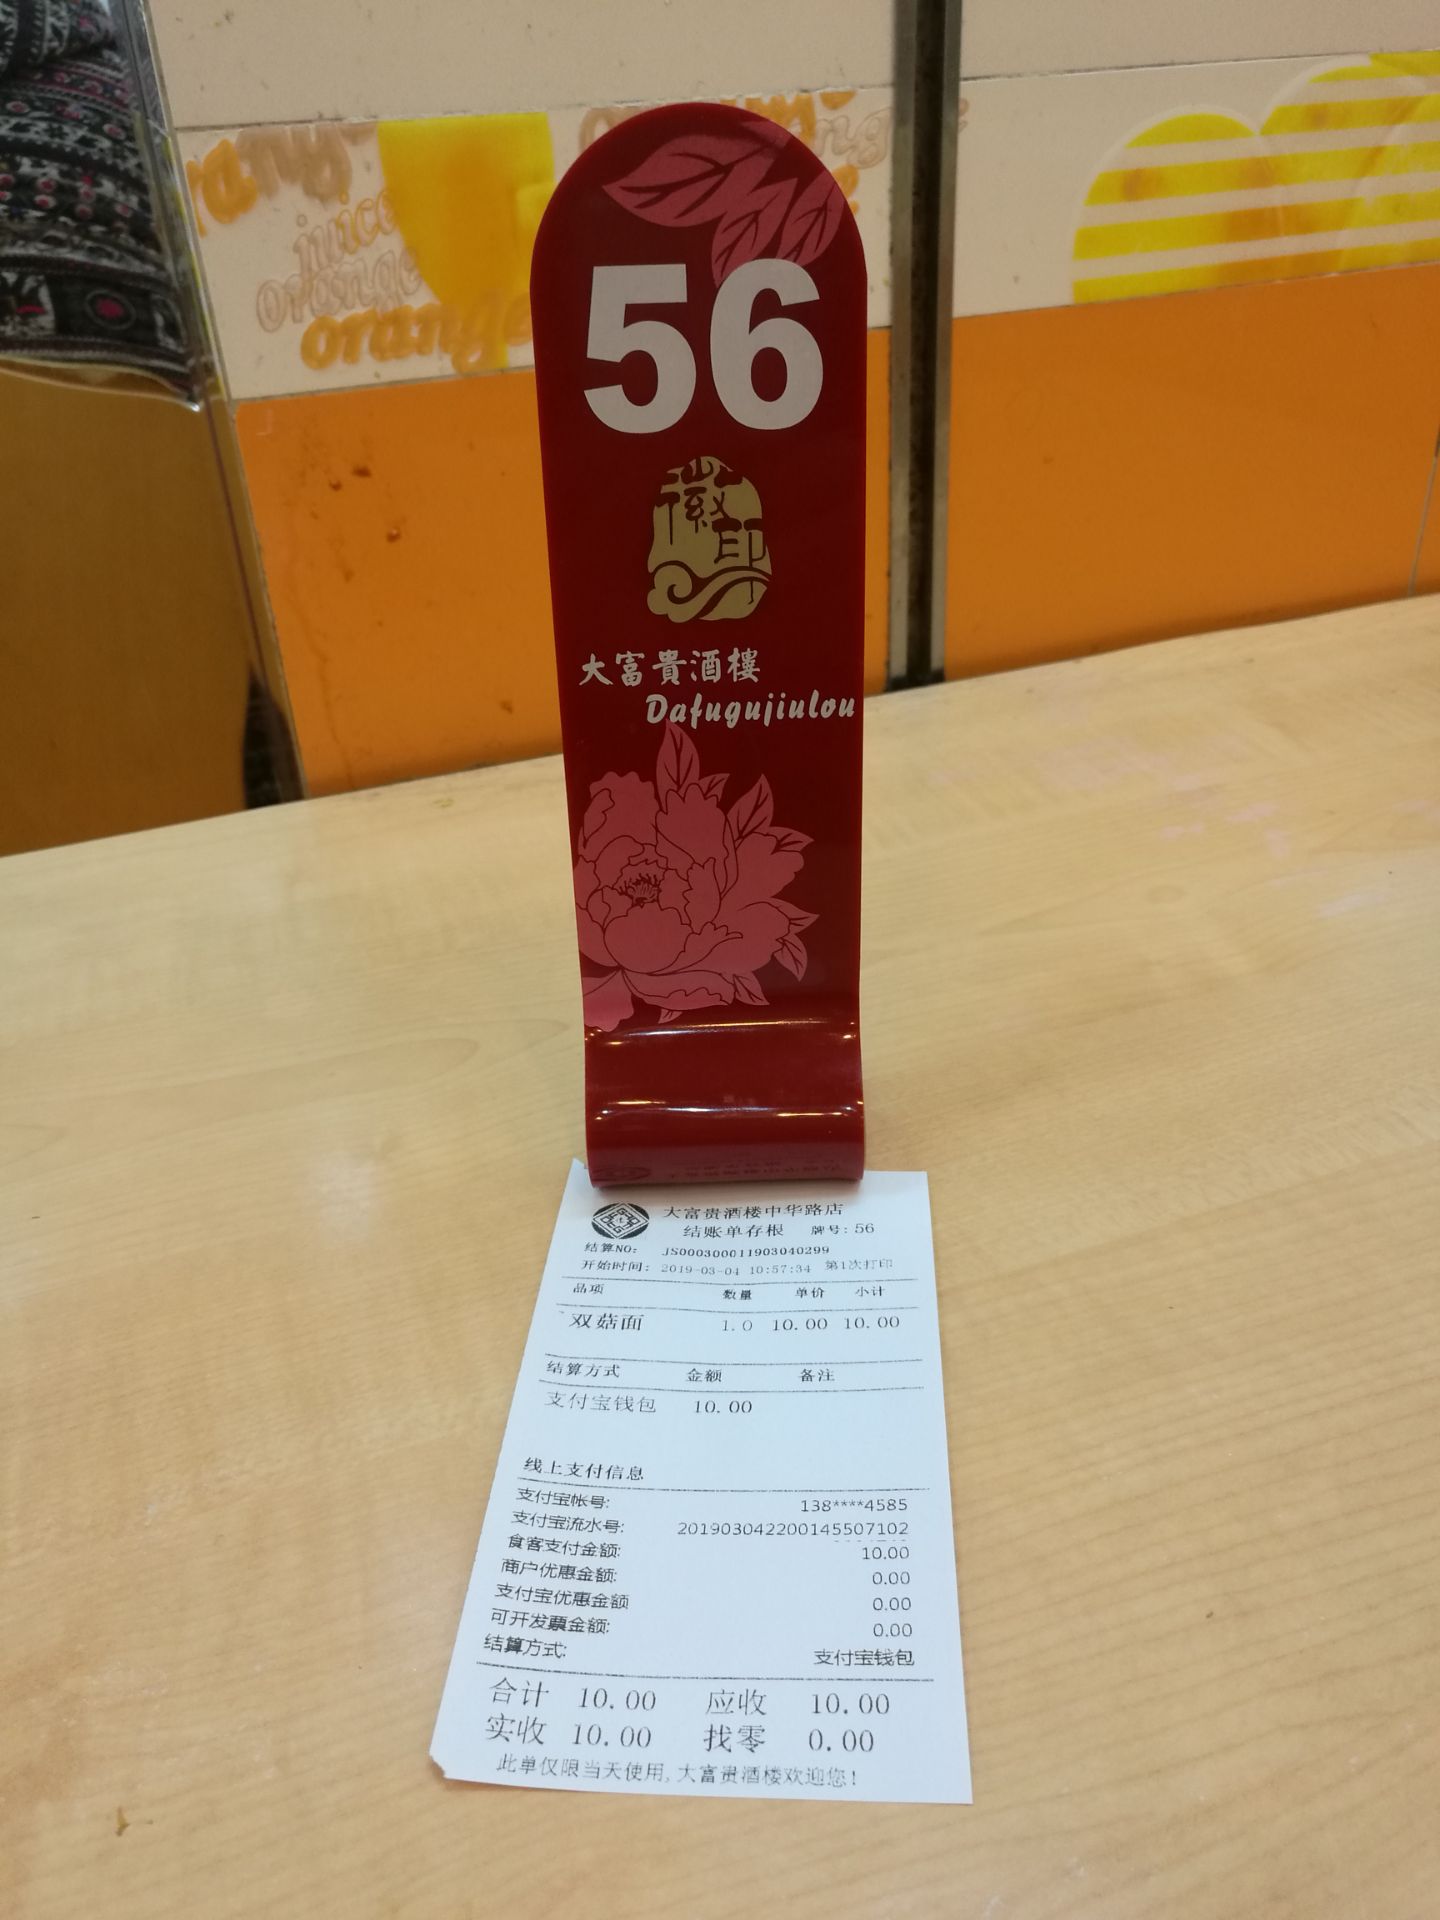 juice
orange
orange
56
徽印
大富貴酒樓
Dafugujiulou
大富贵酒楼中华路店
结账单存根 牌号: 56
结算NO: JS000300011903040299
开始时间: 2019-03-04 10:57:34 第1次打印
品项 数量 单价 小计
双菇面 1.0 10.00 10.00
结算方式 金额 备注
支付宝钱包 10.00
线上支付信息
支付宝帐号: 138****4585
支付宝流水号: 201903042200145507102
食客支付金额: 10.00
商户优惠金额: 0.00
支付宝优惠金额 0.00
可开发票金额: 0.00
结算方式: 支付宝钱包
合计 10.00 应收 10.00
实收 10.00 找零 0.00
此单仅限当天使用,大富贵酒楼欢迎您!